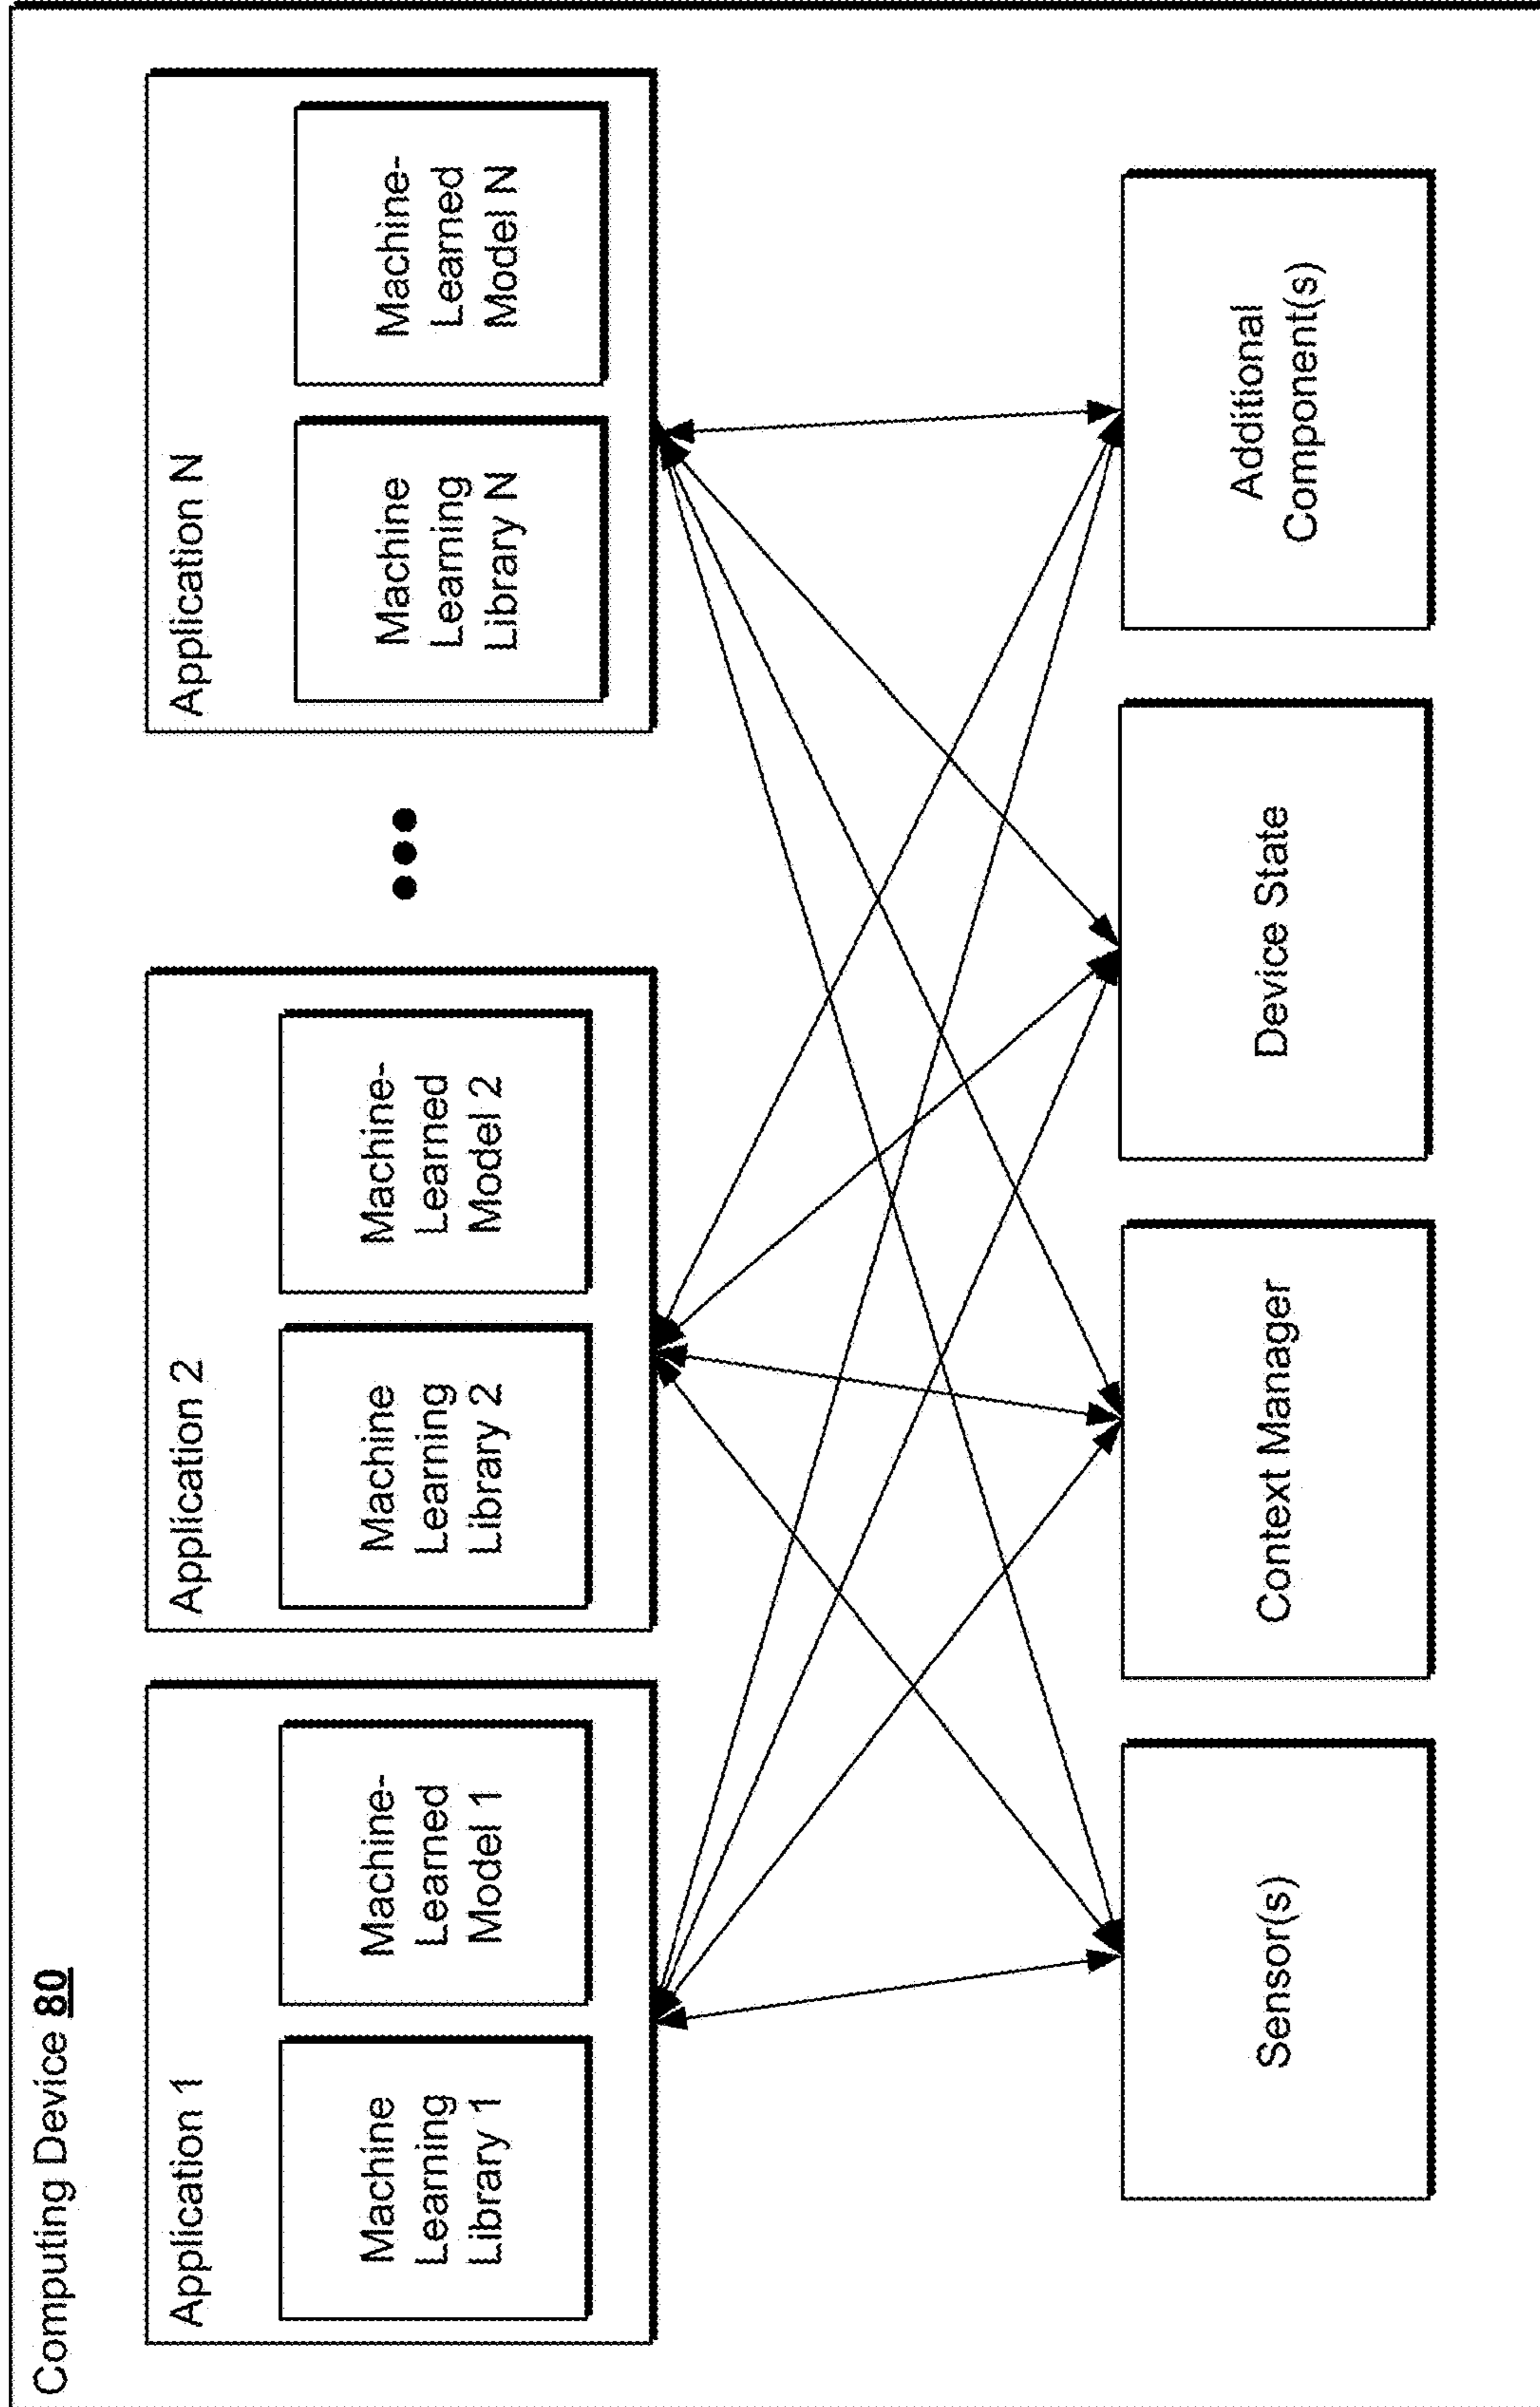 Computing Device 80
Application 1
Machine
Learning
Library 1
Machine-
Learned
Model 1
Application 2
Machine
Learning
Library 2
Machine-
Learned
Model 2
Application N
Machine
Learning
Library N
Machine-
Learned
Model N
Sensor(s)
Context Manager
Device State
Additional
Component(s)